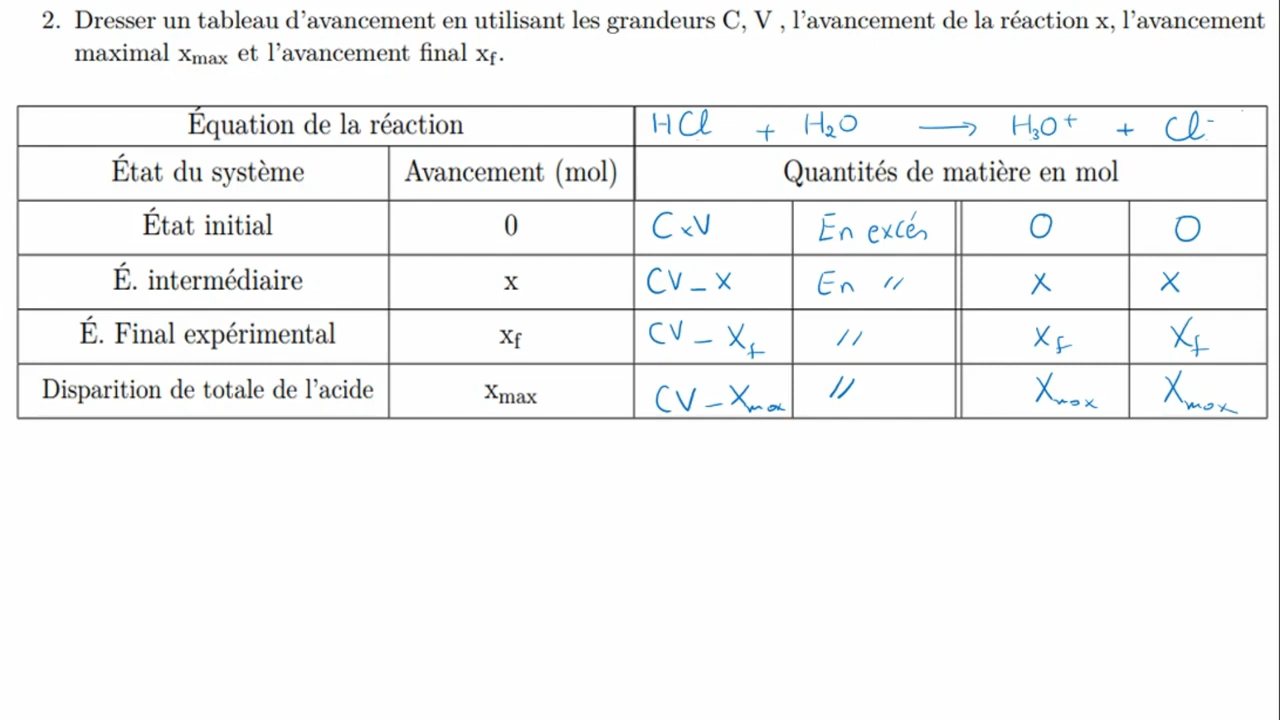 2. Dresser un tableau d’avancement en utilisant les grandeurs C, V , l’avancement de la réaction x, l’avancement
maximal xmax et l’avancement final xf.
Équation de la réaction HCl + H₂O ⟶ H₃O⁺ + Cl⁻
État du système Avancement (mol) Quantités de matière en mol
État initial 0 C×V En excés 0 0
É. intermédiaire x CV - x En // x x
É. Final expérimental xf CV - xf // xf xf
Disparition de totale de l’acide xmax CV - xmax // xmax xmax